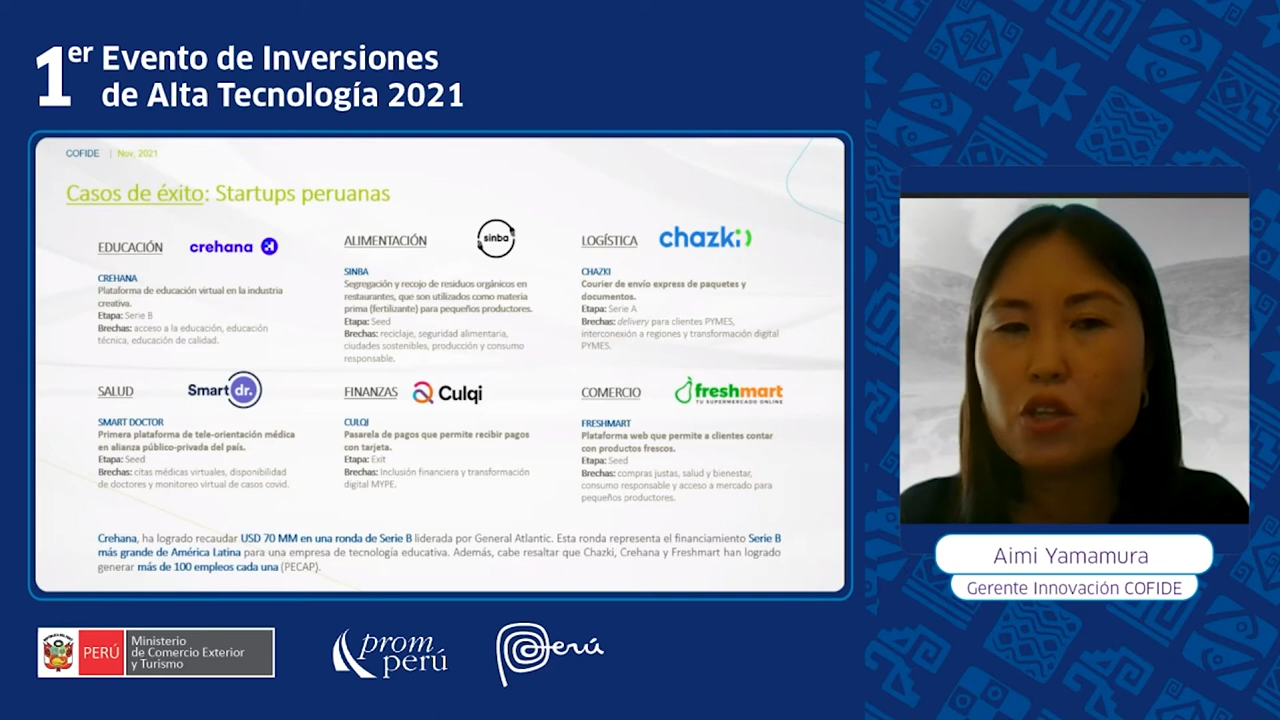 1er Evento de Inversiones
de Alta Tecnología 2021
COFIDE | Nov, 2021
Casos de éxito: Startups peruanas
EDUCACIÓN
crehana
CREHANA
Plataforma de educación virtual en la industria
creativa.
Etapa: Serie B
Brechas: acceso a la educación, educación
técnica, educación de calidad.
ALIMENTACIÓN
sinba
SINBA
Segregación y recojo de residuos orgánicos en
restaurantes, que son utilizados como materia
prima (fertilizante) para pequeños productores.
Etapa: Seed
Brechas: reciclaje, seguridad alimentaria,
ciudades sostenibles, producción y consumo
responsable.
LOGÍSTICA
chazki
CHAZKI
Courier de envío express de paquetes y
documentos.
Etapa: Serie A
Brechas: delivery para clientes PYMES,
interconexión a regiones y transformación digital
PYMES.
SALUD
Smart dr.
SMART DOCTOR
Primera plataforma de tele-orientación médica
en alianza público-privada del país.
Etapa: Seed
Brechas: citas médicas virtuales, disponibilidad
de doctores y monitoreo virtual de casos covid.
FINANZAS
Culqi
CULQI
Pasarela de pagos que permite recibir pagos
con tarjeta.
Etapa: Exit
Brechas: Inclusión financiera y transformación
digital MYPE.
COMERCIO
freshmart
TU SUPERMERCADO ONLINE
FRESHMART
Plataforma web que permite a clientes contar
con productos frescos.
Etapa: Seed
Brechas: compras justas, salud y bienestar,
consumo responsable y acceso a mercado para
pequeños productores.
Crehana, ha logrado recaudar USD 70 MM en una ronda de Serie B liderada por General Atlantic. Esta ronda representa el financiamiento Serie B
más grande de América Latina para una empresa de tecnología educativa. Además, cabe resaltar que Chazki, Crehana y Freshmart han logrado
generar más de 100 empleos cada una (PECAP).
Aimi Yamamura
Gerente Innovación COFIDE
PERÚ
Ministerio
de Comercio Exterior
y Turismo
prom
perú
Perú